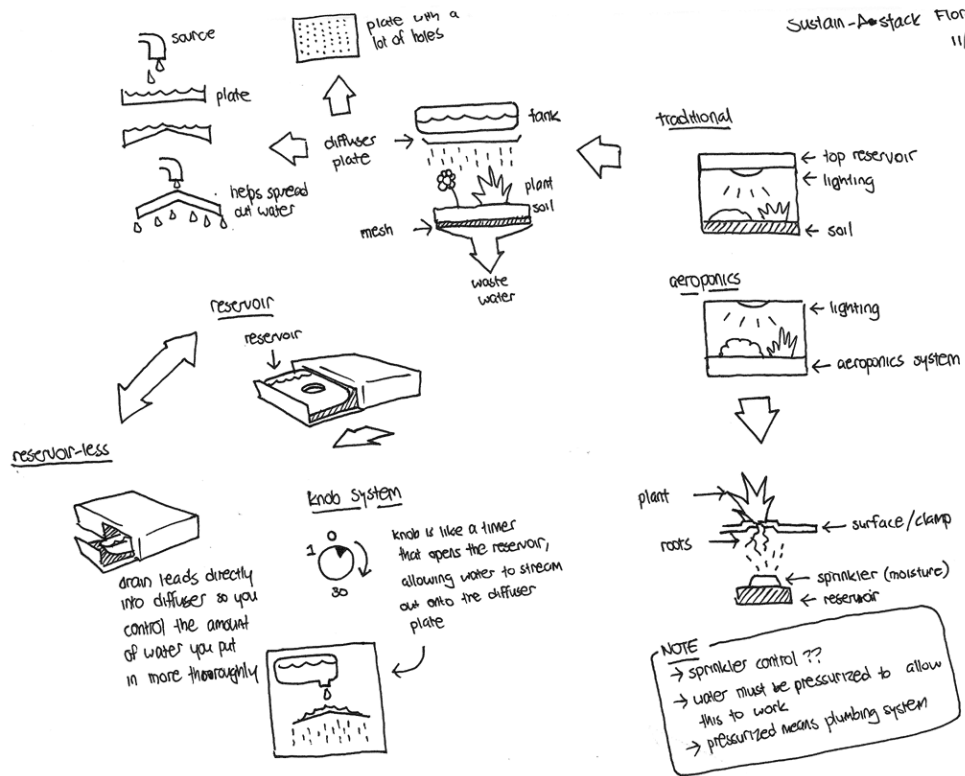 Sustain-A-stack Flor
11/
source
plate
plate with a
lot of holes
diffuser
plate
helps spread
out water
tank
plant
soil
mesh
waste
water
traditional
top reservoir
lighting
soil
aeroponics
lighting
aeroponics system
reservoir
reservoir
reservoir-less
drain leads directly
into diffuser so you
control the amount
of water you put
in more thoroughly
knob system
0
1
30
knob is like a timer
that opens the reservoir,
allowing water to stream
out onto the diffuser
plate
plant
surface/clamp
roots
sprinkler (moisture)
reservoir
NOTE
→ sprinkler control ??
→ water must be pressurized to allow
this to work
→ pressurized means plumbing system